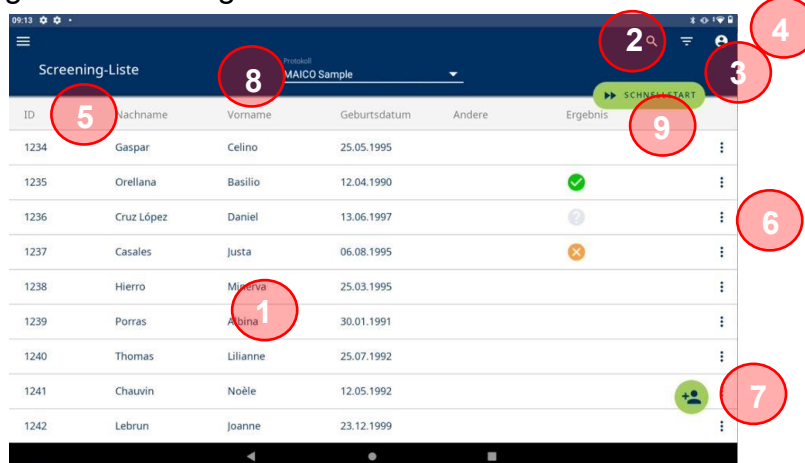 09:13
2
4
Screening-Liste
8
Protokoll
MAICO Sample
3
SCHNELLSTART
ID
5
Nachname
Vorname
Geburtsdatum
Andere
Ergebnis
9
1234 Gaspar Celino 25.05.1995
1235 Orellana Basilio 12.04.1990
1236 Cruz López Daniel 13.06.1997 ?
6
1237 Casales Justa 06.08.1995
1238 Hierro Minerva 25.03.1995
1
1239 Porras Albina 30.01.1991
1240 Thomas Lilianne 25.07.1992
1241 Chauvin Noèle 12.05.1992
7
1242 Lebrun Joanne 23.12.1999